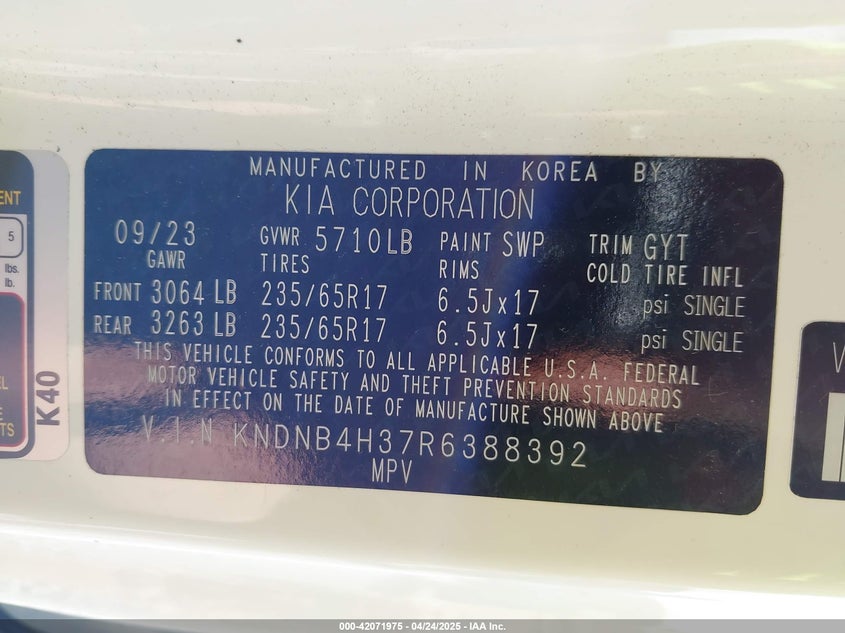 MANUFACTURED IN KOREA BY
KIA CORPORATION
09/23 GVWR 5710LB PAINT SWP TRIM GYT
GAWR TIRES RIMS COLD TIRE INFL
FRONT 3064 LB 235/65R17 6.5Jx17 psi SINGLE
REAR 3263 LB 235/65R17 6.5Jx17 psi SINGLE
THIS VEHICLE CONFORMS TO ALL APPLICABLE U.S.A. FEDERAL
MOTOR VEHICLE SAFETY AND THEFT PREVENTION STANDARDS
IN EFFECT ON THE DATE OF MANUFACTURE SHOWN ABOVE
V.I.N KNDNB4H37R6388392
MPV
5
lbs.
lb.
K40
000-42071975 - 04/24/2025 - IAA Inc.